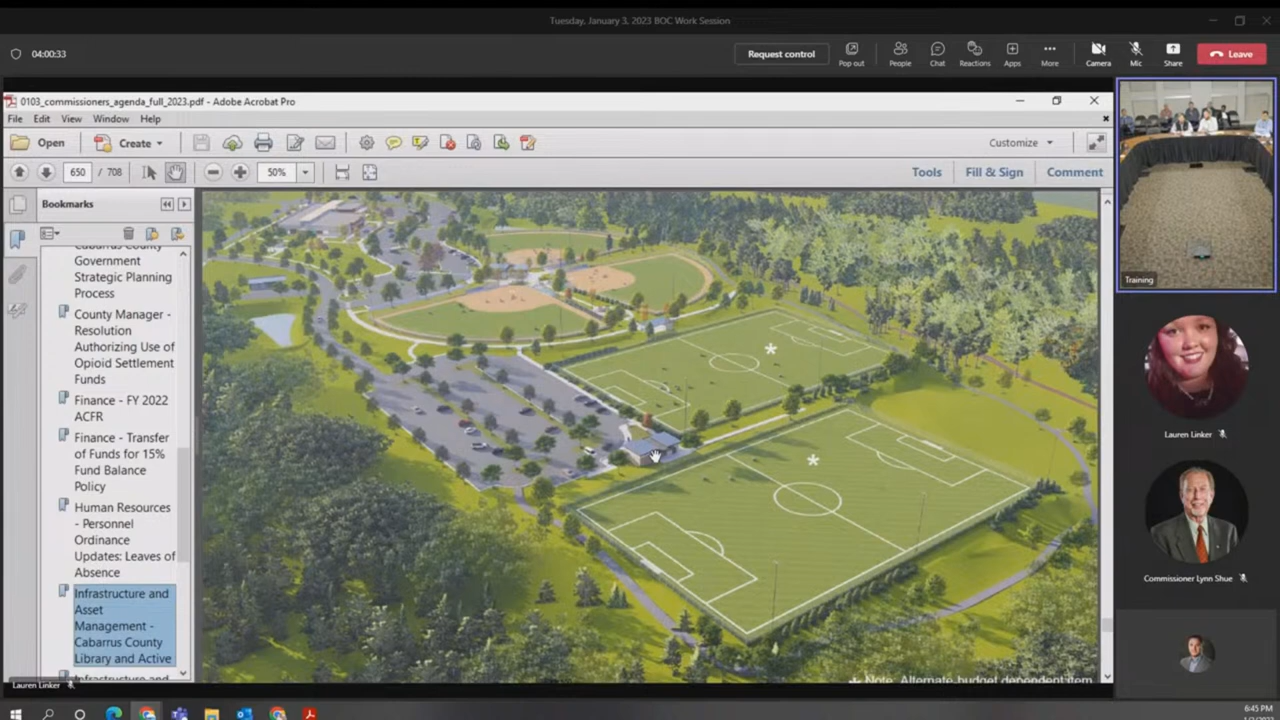 Tuesday, January 3, 2023 BOC Work Session
04:00:33
Request control
Pop out
People
Chat
Reactions
Apps
More
Camera
Mic
Share
Leave
0103_commissioners_agenda_full_2023.pdf - Adobe Acrobat Pro
File Edit View Window Help
Open
Create
Customize
650 / 708
50%
Tools
Fill & Sign
Comment
Bookmarks
Cabarrus County
Government
Strategic Planning
Process
County Manager -
Resolution
Authorizing Use of
Opioid Settlement
Funds
Finance - FY 2022
ACFR
Finance - Transfer
of Funds for 15%
Fund Balance
Policy
Human Resources
- Personnel
Ordinance
Updates: Leaves of
Absence
Infrastructure and
Asset
Management -
Cabarrus County
Library and Active
Infrastructure and
* Note: Alternate budget dependent item
Training
Lauren Linker
Commissioner Lynn Shue
Lauren Linker
6:45 PM